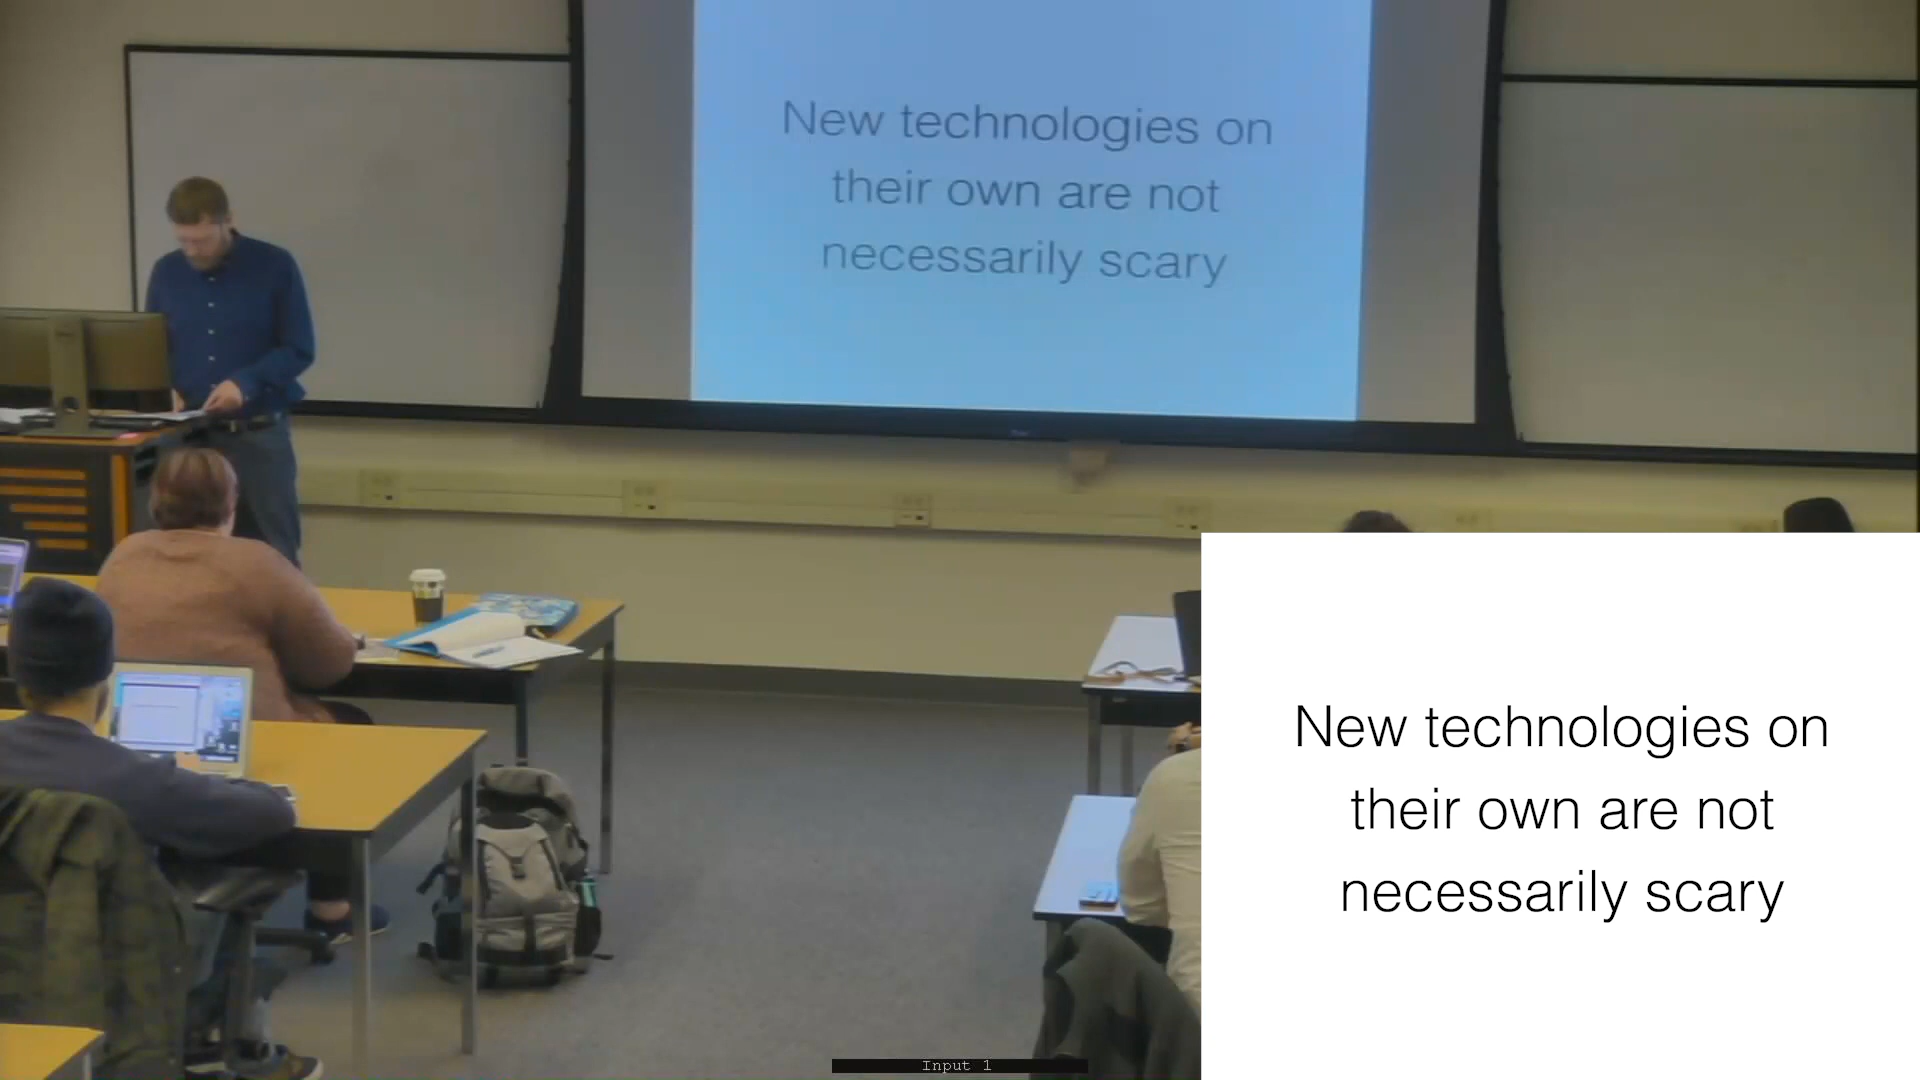 New technologies on
their own are not
necessarily scary
New technologies on
their own are not
necessarily scary
Input 1